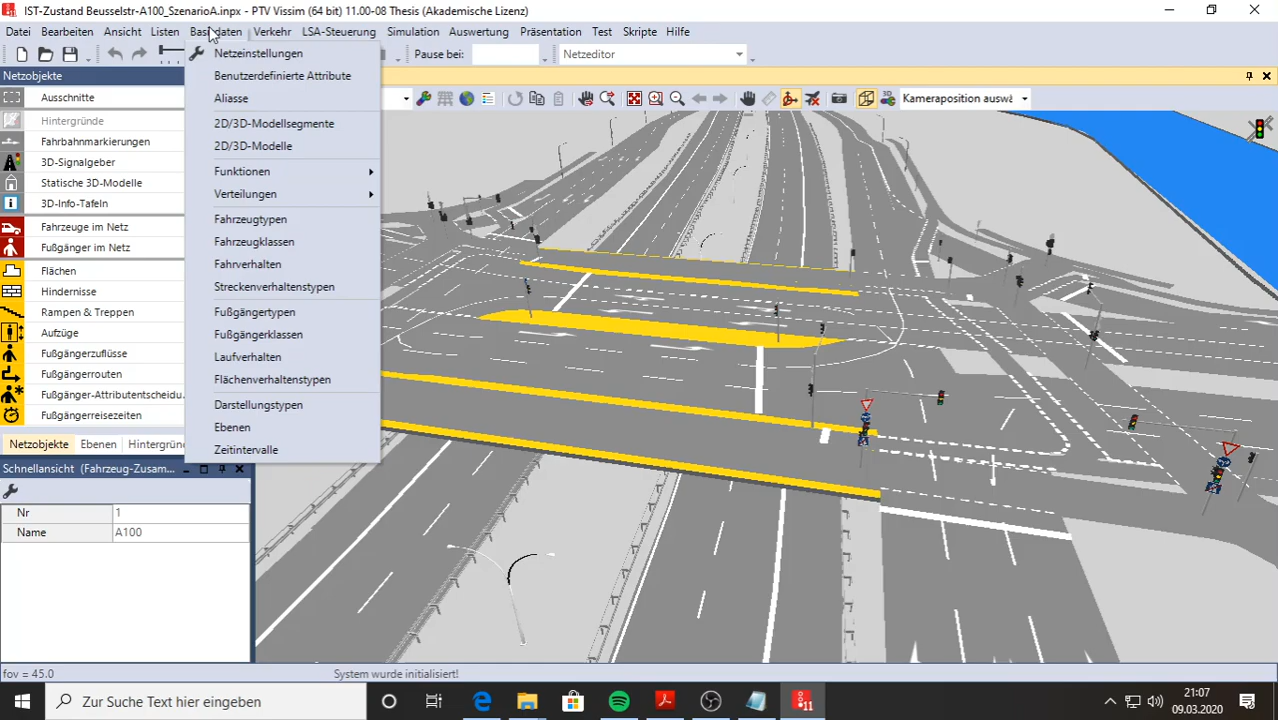 IST-Zustand Beusselstr-A100_SzenarioA.inpx - PTV Vissim (64 bit) 11.00-08 Thesis (Akademische Lizenz)
Datei Bearbeiten Ansicht Listen Basisdaten Verkehr LSA-Steuerung Simulation Auswertung Präsentation Test Skripte Hilfe
Pause bei: Netzeditor
Netzobjekte
Kameraposition auswä
Ausschnitte
Hintergründe
Fahrbahnmarkierungen
3D-Signalgeber
Statische 3D-Modelle
3D-Info-Tafeln
Fahrzeuge im Netz
Fußgänger im Netz
Flächen
Hindernisse
Rampen & Treppen
Aufzüge
Fußgängerzuflüsse
Fußgängerrouten
Fußgänger-Attributentscheidu...
Fußgängerreisezeiten
Netzobjekte Ebenen Hintergrün
Netzeinstellungen
Benutzerdefinierte Attribute
Aliasse
2D/3D-Modellsegmente
2D/3D-Modelle
Funktionen
Verteilungen
Fahrzeugtypen
Fahrzeugklassen
Fahrverhalten
Streckenverhaltenstypen
Fußgängertypen
Fußgängerklassen
Laufverhalten
Flächenverhaltenstypen
Darstellungstypen
Ebenen
Zeitintervalle
Schnellansicht (Fahrzeug-Zusam...
Nr 1
Name A100
fov = 45.0 System wurde initialisiert!
Zur Suche Text hier eingeben
11
21:07
09.03.2020